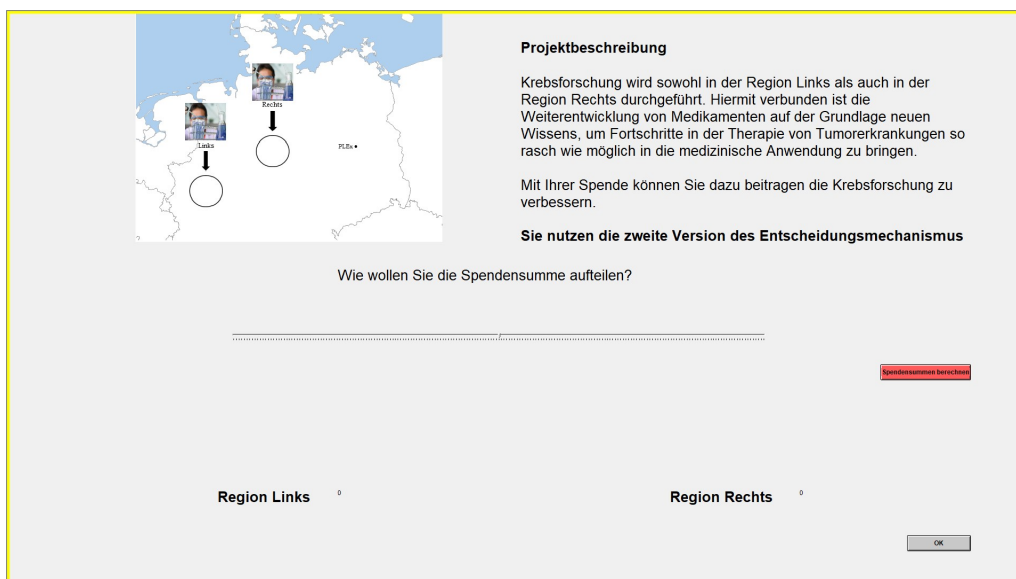 Rechts
Links
PLEx
Projektbeschreibung
Krebsforschung wird sowohl in der Region Links als auch in der
Region Rechts durchgeführt. Hiermit verbunden ist die
Weiterentwicklung von Medikamenten auf der Grundlage neuen
Wissens, um Fortschritte in der Therapie von Tumorerkrankungen so
rasch wie möglich in die medizinische Anwendung zu bringen.
Mit Ihrer Spende können Sie dazu beitragen die Krebsforschung zu
verbessern.
Sie nutzen die zweite Version des Entscheidungsmechanismus
Wie wollen Sie die Spendensumme aufteilen?
Spendensummen berechnen
Region Links 0
Region Rechts 0
OK